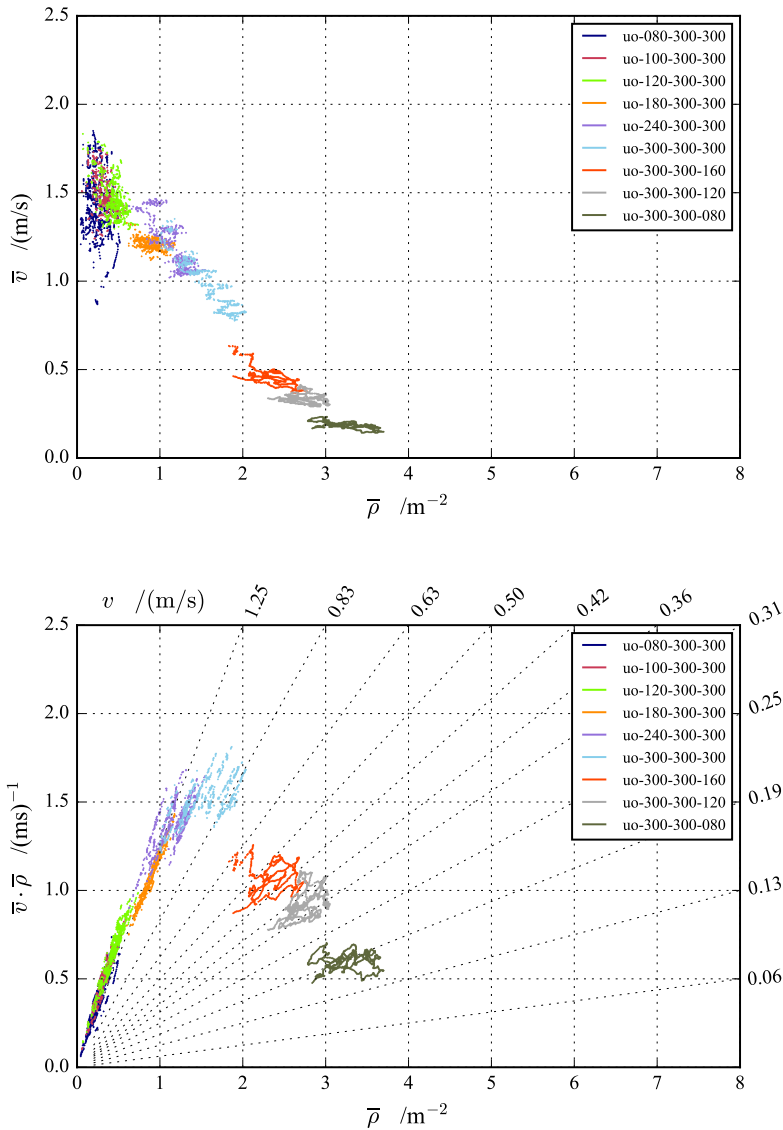 2.5
2.0
1.5
1.0
0.5
0.0
v̅ /(m/s)
uo-080-300-300
uo-100-300-300
uo-120-300-300
uo-180-300-300
uo-240-300-300
uo-300-300-300
uo-300-300-160
uo-300-300-120
uo-300-300-080
0 1 2 3 4 5 6 7 8
ρ̅ /m⁻²
v /(m/s) 1.25 0.83 0.63 0.50 0.42 0.36 0.31
0.25
0.19
0.13
0.06
2.5
2.0
1.5
1.0
0.5
0.0
v̅ · ρ̅ /(ms)⁻¹
uo-080-300-300
uo-100-300-300
uo-120-300-300
uo-180-300-300
uo-240-300-300
uo-300-300-300
uo-300-300-160
uo-300-300-120
uo-300-300-080
0 1 2 3 4 5 6 7 8
ρ̅ /m⁻²